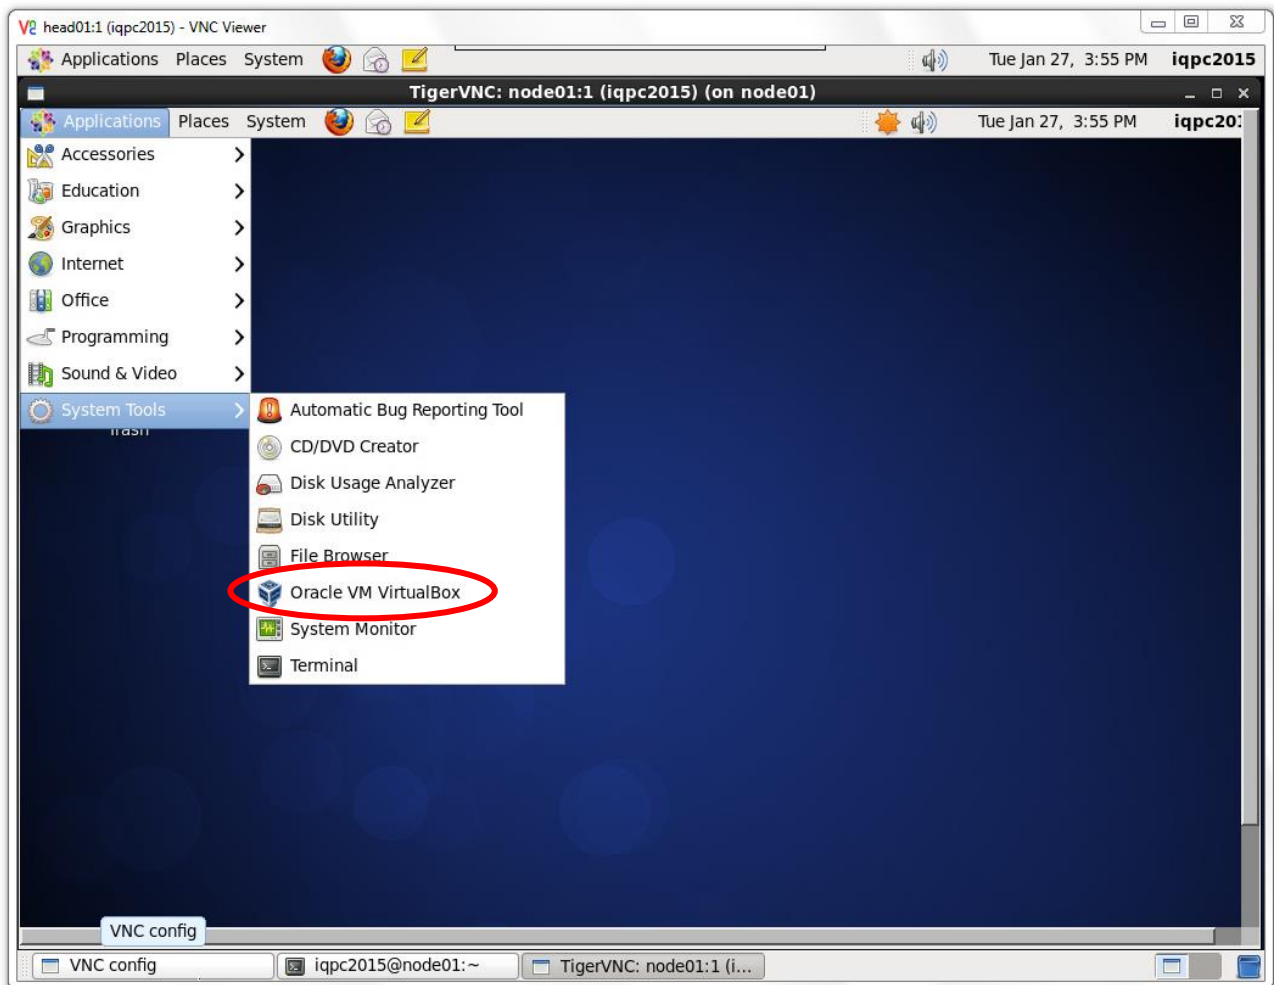 head01:1 (iqpc2015) - VNC Viewer
Applications Places System Tue Jan 27, 3:55 PM iqpc2015
TigerVNC: node01:1 (iqpc2015) (on node01)
Applications Places System Tue Jan 27, 3:55 PM iqpc201
Accessories
Education
Graphics
Internet
Office
Programming
Sound & Video
System Tools
Trash
Automatic Bug Reporting Tool
CD/DVD Creator
Disk Usage Analyzer
Disk Utility
File Browser
Oracle VM VirtualBox
System Monitor
Terminal
VNC config
VNC config iqpc2015@node01:~ TigerVNC: node01:1 (i...